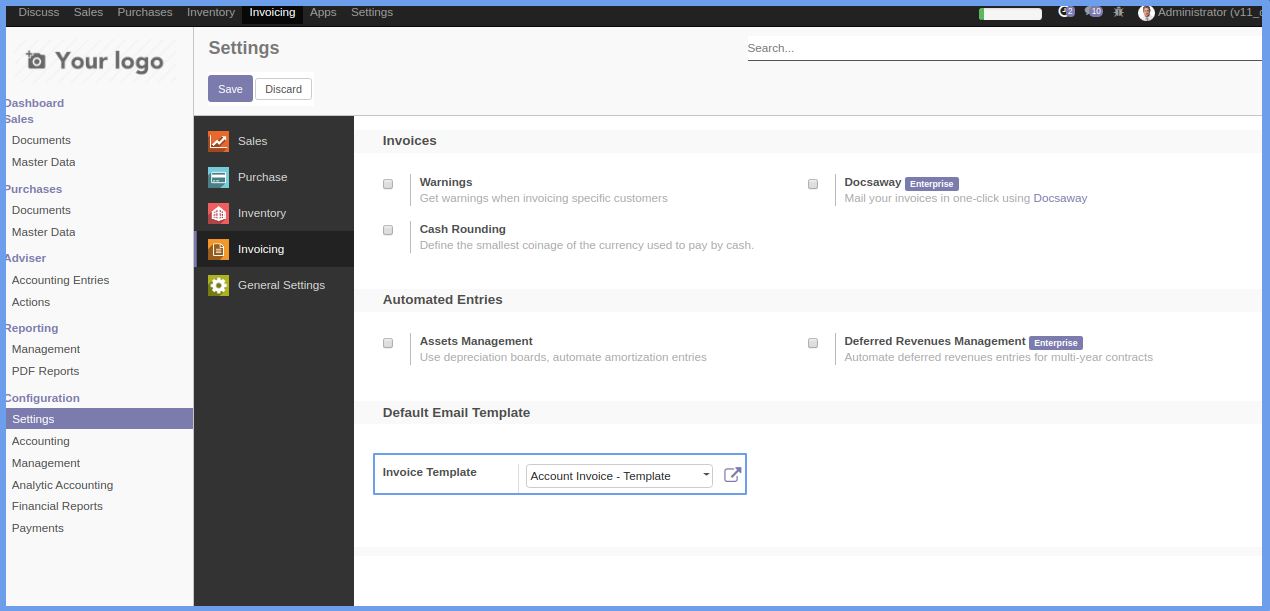 Discuss Sales Purchases Inventory Invoicing Apps Settings 2 10 Administrator (v11_
Your logo
Settings
Search...
Save Discard
Dashboard
Sales
Documents
Master Data
Purchases
Documents
Master Data
Adviser
Accounting Entries
Actions
Reporting
Management
PDF Reports
Configuration
Settings
Accounting
Management
Analytic Accounting
Financial Reports
Payments
Sales
Purchase
Inventory
Invoicing
General Settings
Invoices
Warnings
Get warnings when invoicing specific customers
Docsaway Enterprise
Mail your invoices in one-click using Docsaway
Cash Rounding
Define the smallest coinage of the currency used to pay by cash.
Automated Entries
Assets Management
Use depreciation boards, automate amortization entries
Deferred Revenues Management Enterprise
Automate deferred revenues entries for multi-year contracts
Default Email Template
Invoice Template Account Invoice - Template